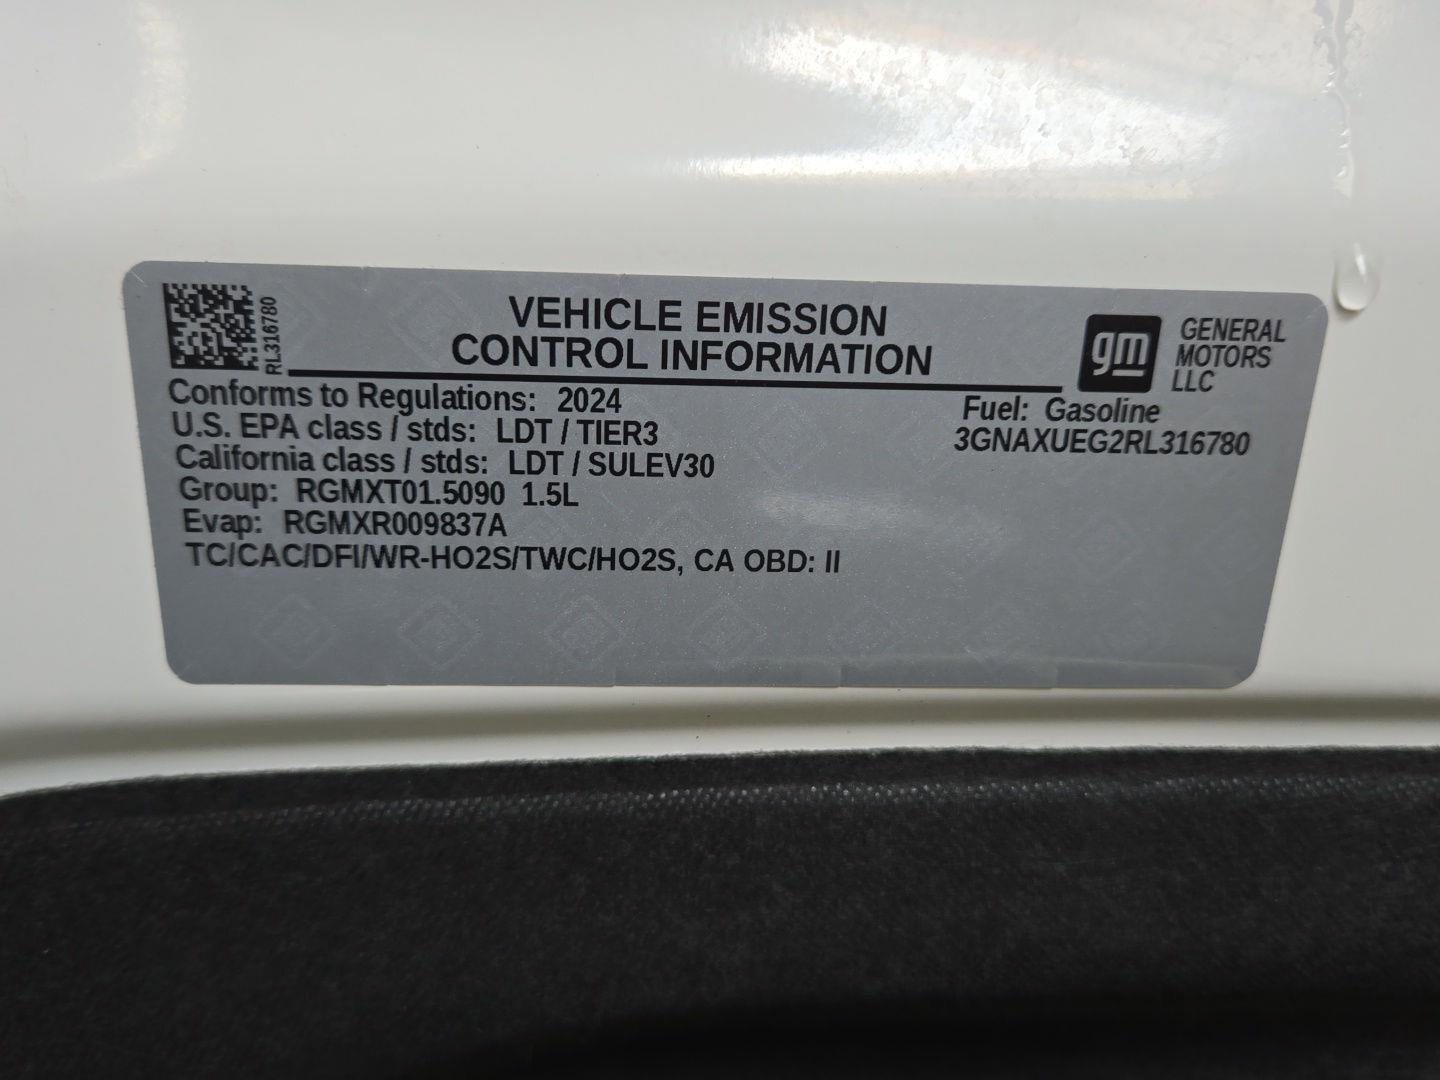 RL316780
VEHICLE EMISSION
CONTROL INFORMATION
gm
GENERAL
MOTORS
LLC
Conforms to Regulations: 2024
U.S. EPA class / stds: LDT / TIER3
California class / stds: LDT / SULEV30
Group: RGMXT01.5090 1.5L
Evap: RGMXR009837A
TC/CAC/DFI/WR-HO2S/TWC/HO2S, CA OBD: II
Fuel: Gasoline
3GNAXUEG2RL316780